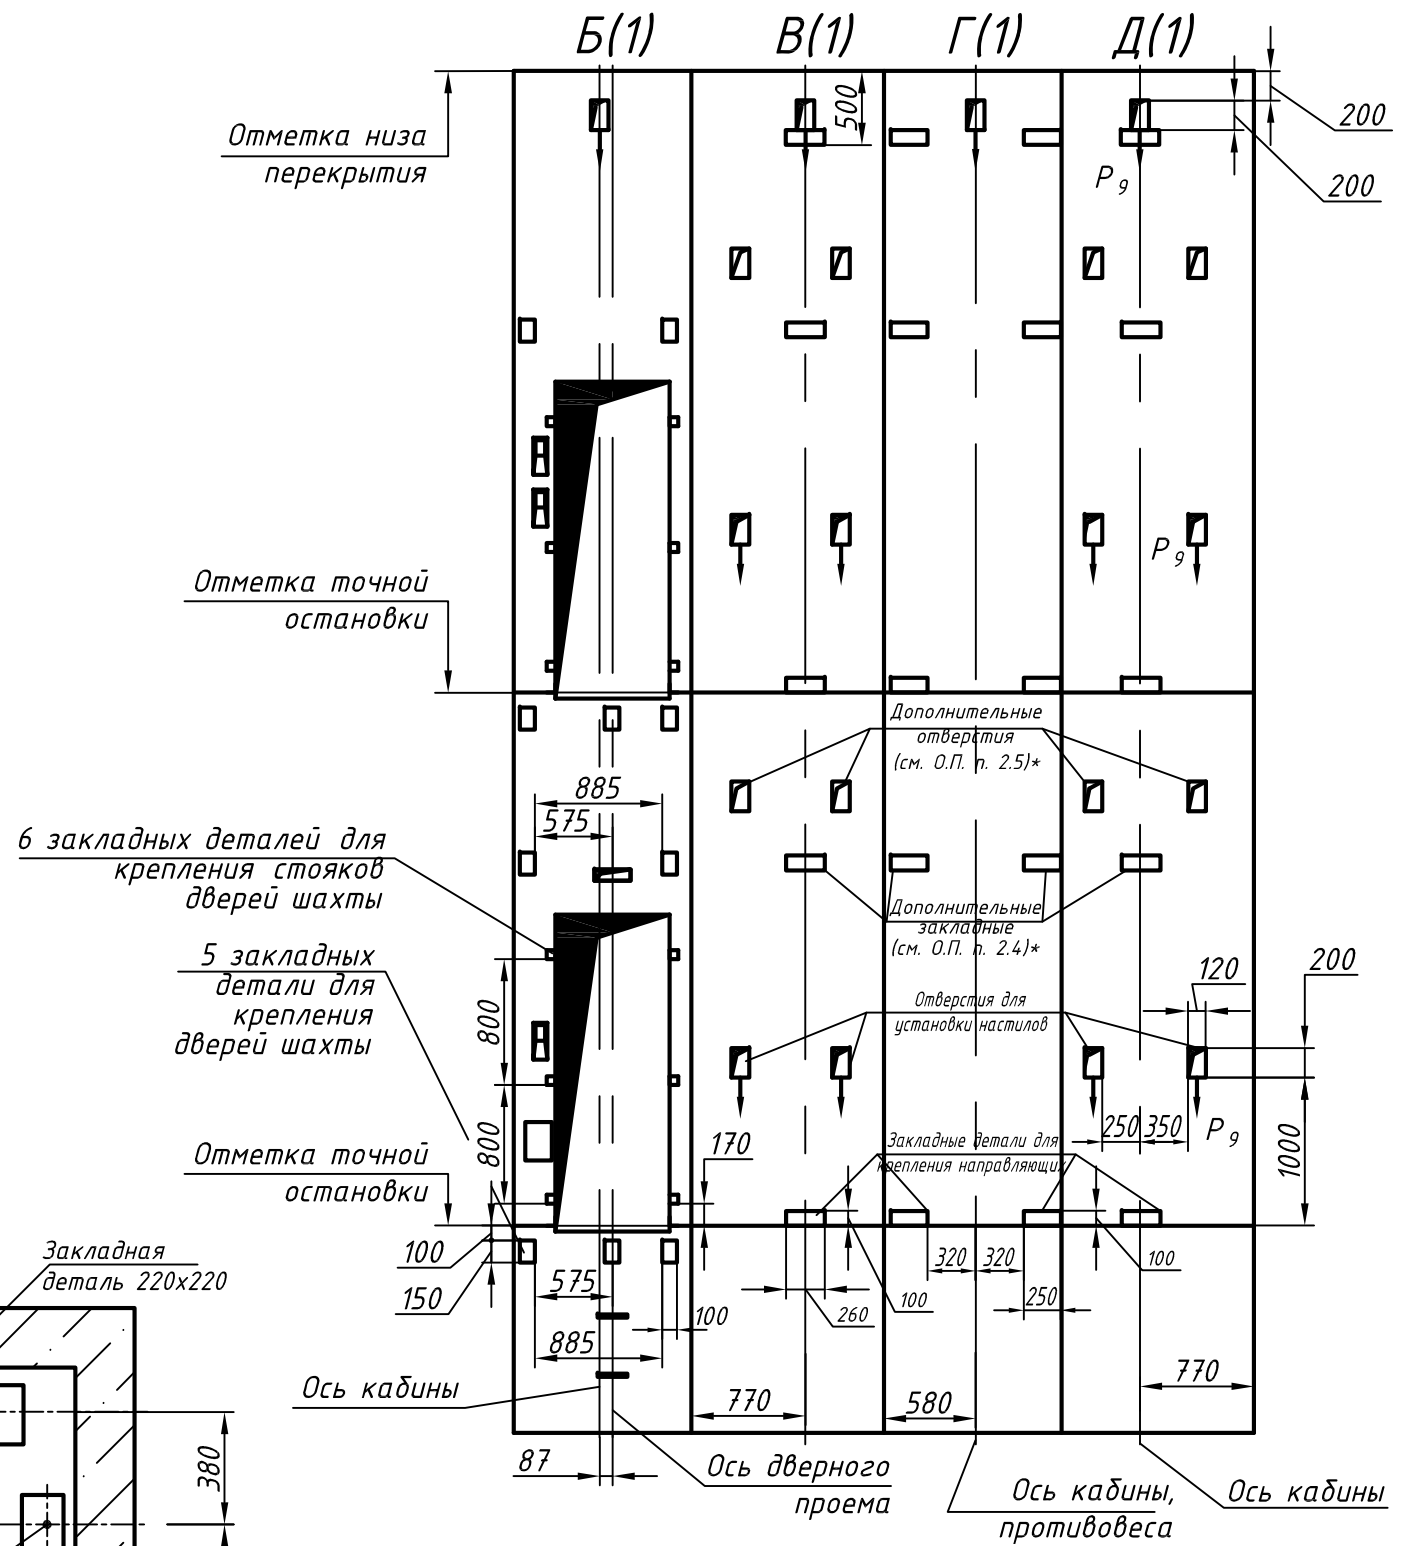 Б(1)
В(1)
Г(1)
Д(1)
Отметка низа
перекрытия
500
200
200
P 9
Отметка точной
остановки
P 9
Дополнительные
отверстия
(см. О.П. п. 2.5)*
885
575
6 закладных деталей для
крепления стояков
дверей шахты
Дополнительные
закладные
(см. О.П. п. 2.4)*
5 закладных
детали для
крепления
дверей шахты
800
120
200
Отверстия для
установки настилов
800
170
250
350
P 9
1000
Закладные детали для
крепления направляющих
Отметка точной
остановки
100
150
575
100
885
260
100
320
320
250
100
Закладная
деталь 220х220
Ось кабины
770
580
770
380
87
Ось дверного
проема
Ось кабины,
противовеса
Ось кабины